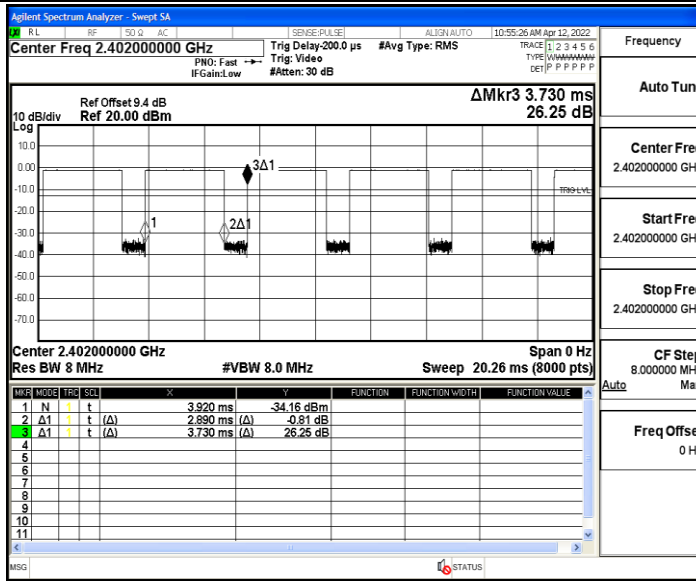 Agilent Spectrum Analyzer - Swept SA
RL RF 50 Ω AC SENSE:PULSE ALIGN AUTO 10:55:26 AM Apr 12, 2022
Center Freq 2.402000000 GHz
PNO: Fast
IFGain:Low
Trig Delay-200.0 µs
Trig: Video
#Atten: 30 dB
#Avg Type: RMS
TRACE 1 2 3 4 5 6
TYPE
DET P P P P P P
Ref Offset 9.4 dB
Ref 20.00 dBm
10 dB/div
Log
ΔMkr3 3.730 ms
26.25 dB
10.0
0.00
-10.0
-20.0
-30.0
-40.0
-50.0
-60.0
-70.0
3Δ1
TRIG LVL
1
2Δ1
Center 2.402000000 GHz
Span 0 Hz
Res BW 8 MHz
#VBW 8.0 MHz
Sweep 20.26 ms (8000 pts)
MKR MODE TRC SCL X Y FUNCTION FUNCTION WIDTH FUNCTION VALUE
1 N 1 t 3.920 ms -34.16 dBm
2 Δ1 1 t (Δ) 2.890 ms (Δ) -0.81 dB
3 Δ1 1 t (Δ) 3.730 ms (Δ) 26.25 dB
4
5
6
7
8
9
10
11
MSG
STATUS
Frequency
Auto Tun
Center Fre
2.402000000 GH
Start Fre
2.402000000 GH
Stop Fre
2.402000000 GH
CF Step
8.000000 MH
Auto Ma
Freq Offse
0 H